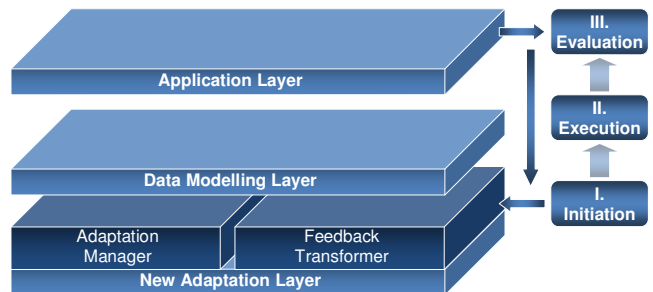 III.
Evaluation
Application Layer
II.
Execution
Data Modelling Layer
I.
Initiation
Adaptation
Manager
Feedback
Transformer
New Adaptation Layer